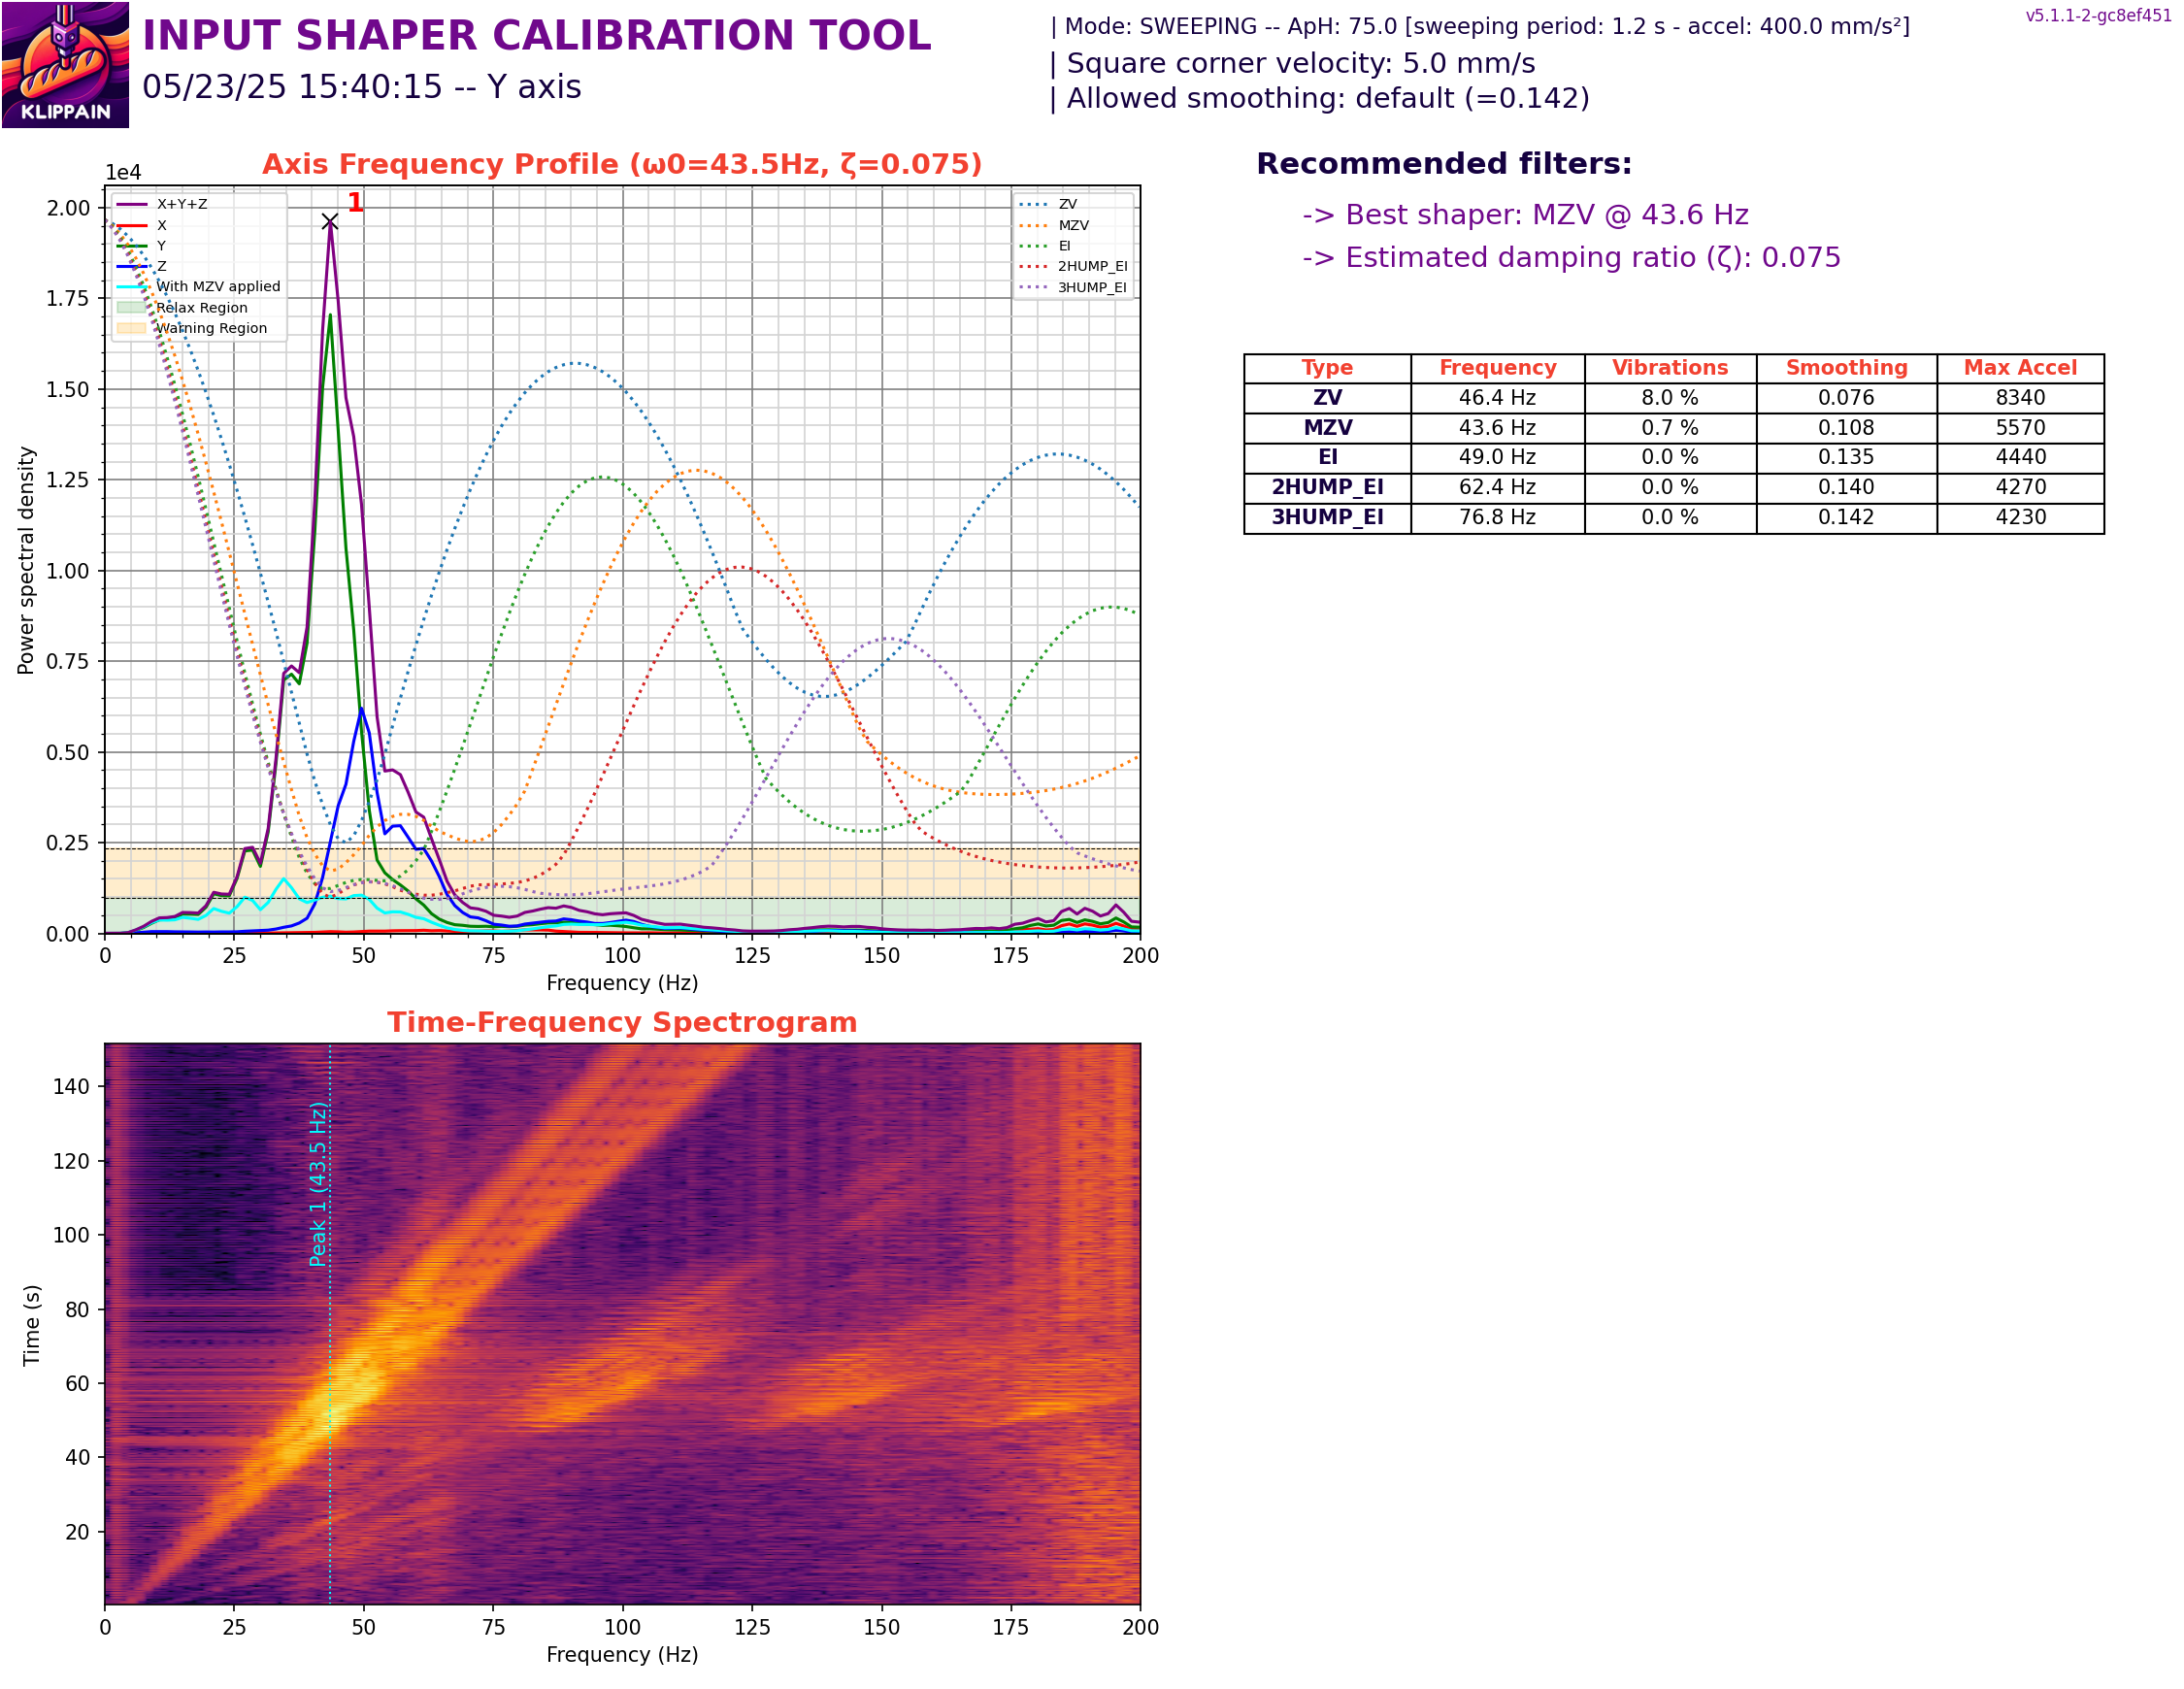 KLIPPAIN
INPUT SHAPER CALIBRATION TOOL
05/23/25 15:40:15 -- Y axis
| Mode: SWEEPING -- ApH: 75.0 [sweeping period: 1.2 s - accel: 400.0 mm/s²]
| Square corner velocity: 5.0 mm/s
| Allowed smoothing: default (=0.142)
v5.1.1-2-gc8ef451
Axis Frequency Profile (ω0=43.5Hz, ζ=0.075)
1e4
2.00
1.75
1.50
1.25
1.00
0.75
0.50
0.25
0.00
Power spectral density
X+Y+Z
X
Y
Z
With MZV applied
Relax Region
Warning Region
1
ZV
MZV
EI
2HUMP_EI
3HUMP_EI
0 25 50 75 100 125 150 175 200
Frequency (Hz)
Recommended filters:
-> Best shaper: MZV @ 43.6 Hz
-> Estimated damping ratio (ζ): 0.075
Type Frequency Vibrations Smoothing Max Accel
ZV 46.4 Hz 8.0 % 0.076 8340
MZV 43.6 Hz 0.7 % 0.108 5570
EI 49.0 Hz 0.0 % 0.135 4440
2HUMP_EI 62.4 Hz 0.0 % 0.140 4270
3HUMP_EI 76.8 Hz 0.0 % 0.142 4230
Time-Frequency Spectrogram
140
120
100
80
60
40
20
Time (s)
Peak 1 (43.5 Hz)
0 25 50 75 100 125 150 175 200
Frequency (Hz)